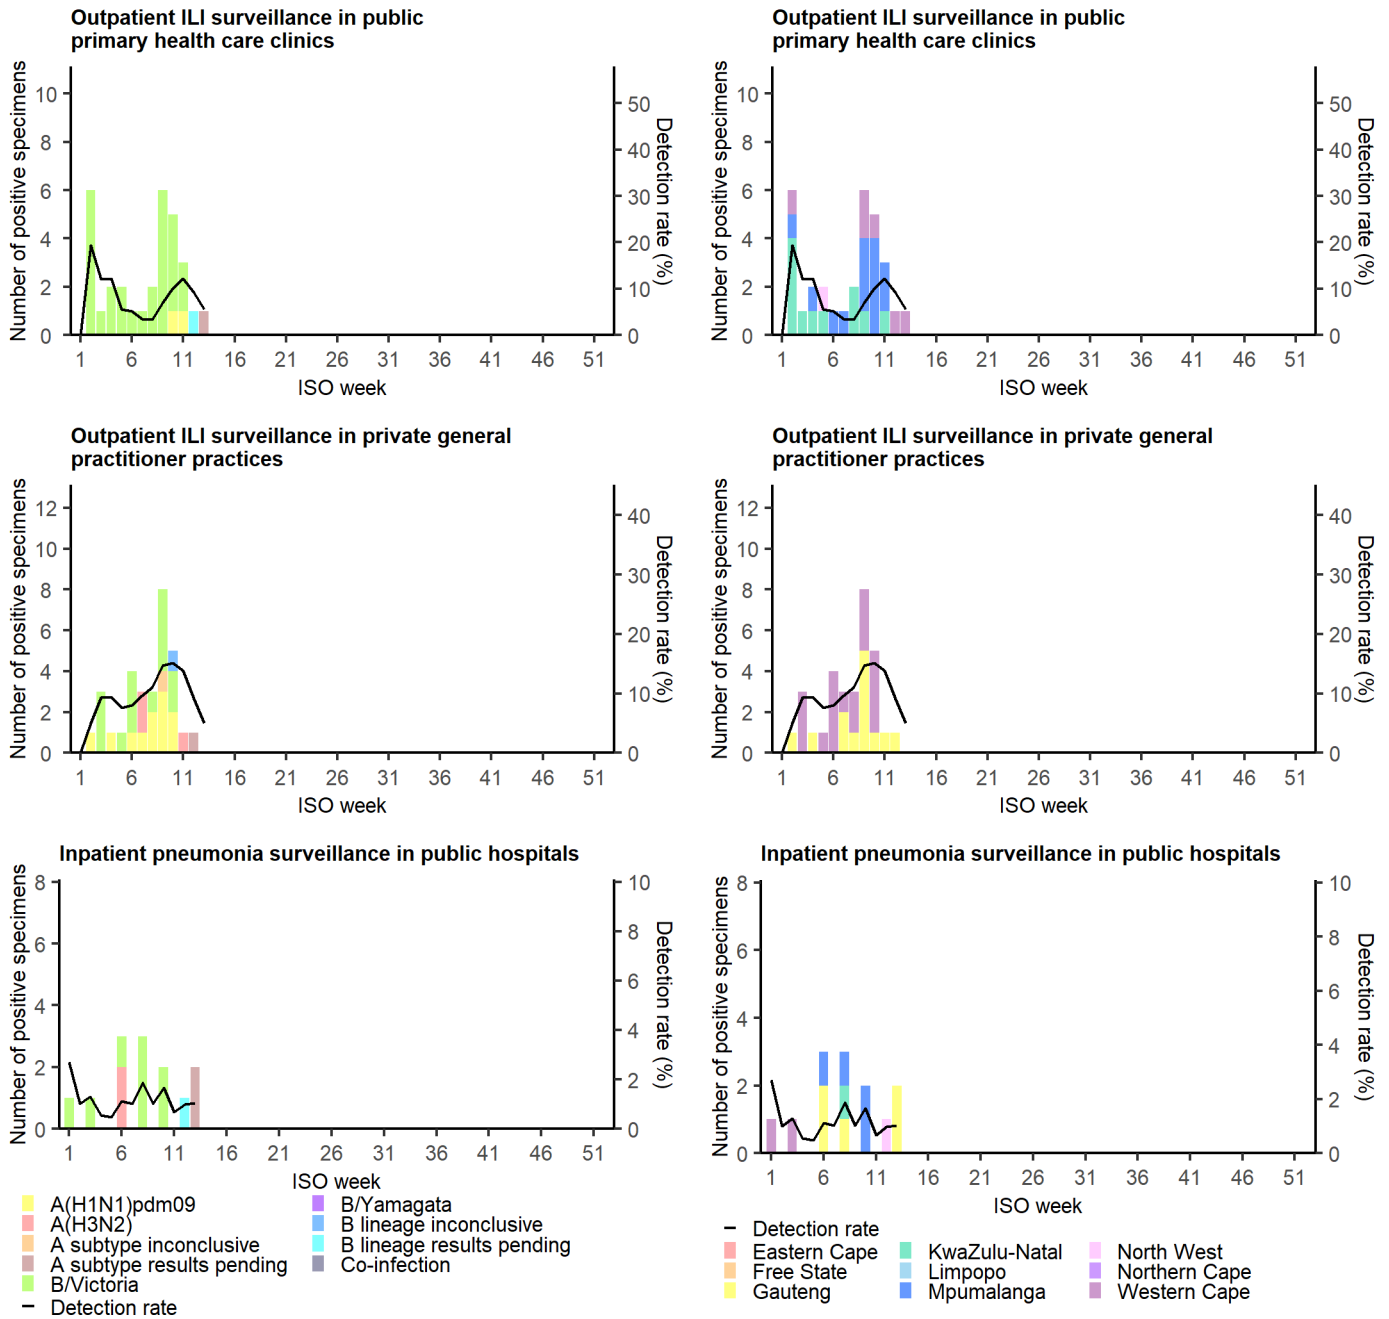 Outpatient ILI surveillance in public
primary health care clinics
Number of positive specimens
10
8
6
4
2
0
50
40
30
20
10
0
Detection rate (%)
1 6 11 16 21 26 31 36 41 46 51
ISO week
Outpatient ILI surveillance in public
primary health care clinics
Number of positive specimens
10
8
6
4
2
0
50
40
30
20
10
0
Detection rate (%)
1 6 11 16 21 26 31 36 41 46 51
ISO week
Outpatient ILI surveillance in private general
practitioner practices
Number of positive specimens
12
10
8
6
4
2
0
40
30
20
10
0
Detection rate (%)
1 6 11 16 21 26 31 36 41 46 51
ISO week
Outpatient ILI surveillance in private general
practitioner practices
Number of positive specimens
12
10
8
6
4
2
0
40
30
20
10
0
Detection rate (%)
1 6 11 16 21 26 31 36 41 46 51
ISO week
Inpatient pneumonia surveillance in public hospitals
Number of positive specimens
8
6
4
2
0
10
8
6
4
2
0
Detection rate (%)
1 6 11 16 21 26 31 36 41 46 51
ISO week
A(H1N1)pdm09
A(H3N2)
A subtype inconclusive
A subtype results pending
B/Victoria
Detection rate
B/Yamagata
B lineage inconclusive
B lineage results pending
Co-infection
Inpatient pneumonia surveillance in public hospitals
Number of positive specimens
8
6
4
2
0
10
8
6
4
2
0
Detection rate (%)
1 6 11 16 21 26 31 36 41 46 51
ISO week
Detection rate
Eastern Cape
Free State
Gauteng
KwaZulu-Natal
Limpopo
Mpumalanga
North West
Northern Cape
Western Cape